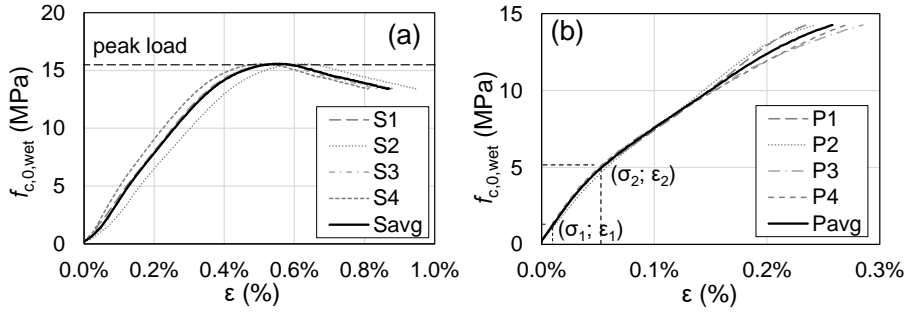 (a)
peak load
20
15
10
5
0
f c,0,wet (MPa)
S1
S2
S3
S4
Savg
0.0% 0.2% 0.4% 0.6% 0.8% 1.0%
ε (%)
(b)
15
10
5
0
f c,0,wet (MPa)
(σ2; ε2)
(σ1; ε1)
P1
P2
P3
P4
Pavg
0.0% 0.1% 0.2% 0.3%
ε (%)